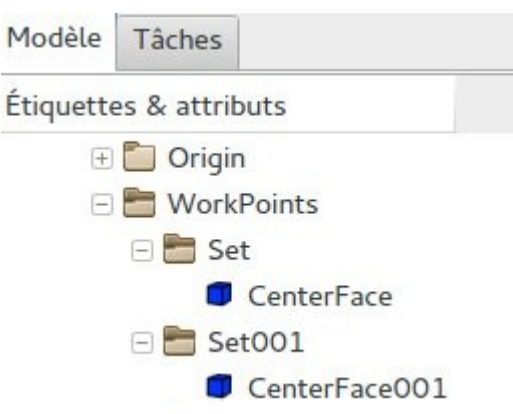 Modèle Tâches
Étiquettes & attributs
Origin
WorkPoints
Set
CenterFace
Set001
CenterFace001